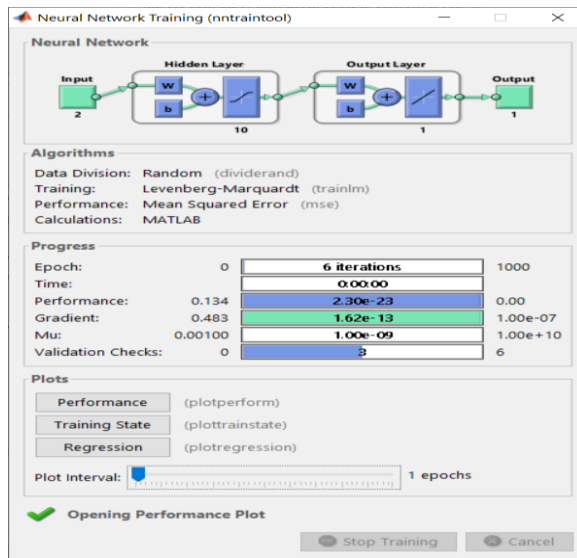 Neural Network Training (nntraintool)
Neural Network
Hidden Layer Output Layer
Input Output
W W
b b
2 10 1 1
Algorithms
Data Division: Random (dividerand)
Training: Levenberg-Marquardt (trainlm)
Performance: Mean Squared Error (mse)
Calculations: MATLAB
Progress
Epoch: 0 6 iterations 1000
Time: 0:00:00
Performance: 0.134 2.30e-23 0.00
Gradient: 0.483 1.62e-13 1.00e-07
Mu: 0.00100 1.00e-09 1.00e+10
Validation Checks: 0 3 6
Plots
Performance (plotperform)
Training State (plottrainstate)
Regression (plotregression)
Plot Interval: 1 epochs
Opening Performance Plot
Stop Training Cancel